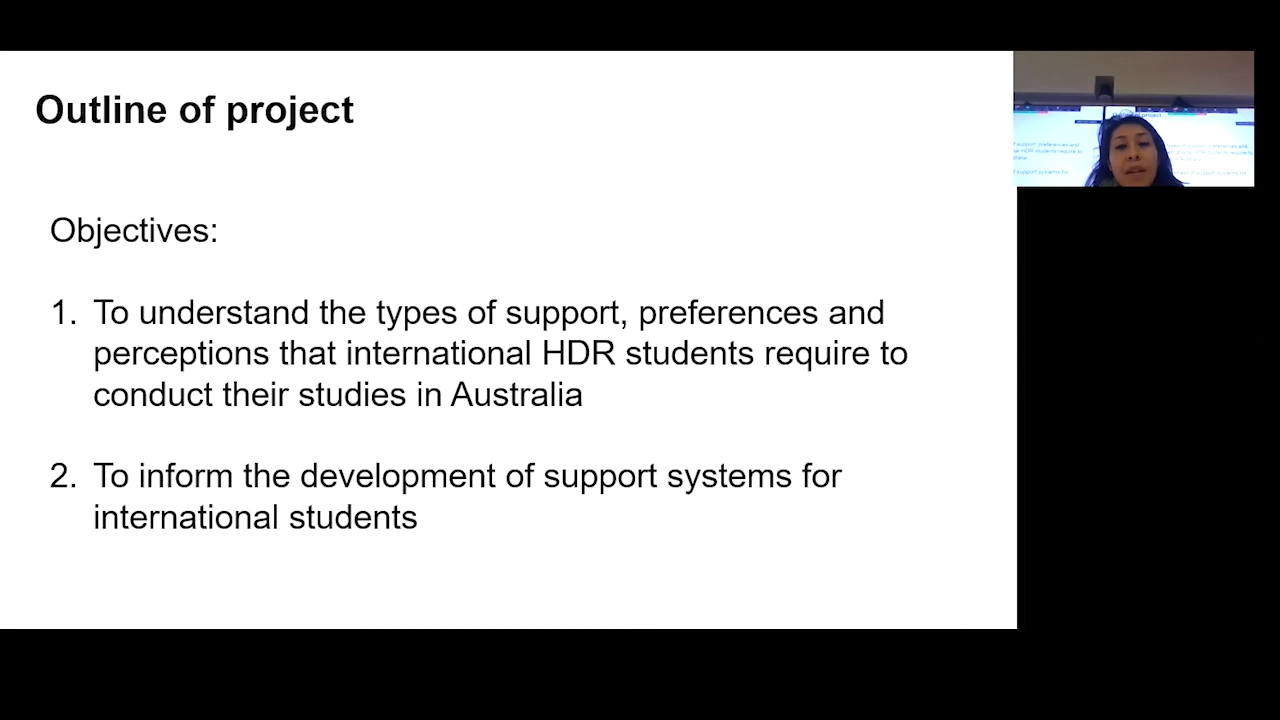 Outline of project
Objectives:
1. To understand the types of support, preferences and
perceptions that international HDR students require to
conduct their studies in Australia
2. To inform the development of support systems for
international students